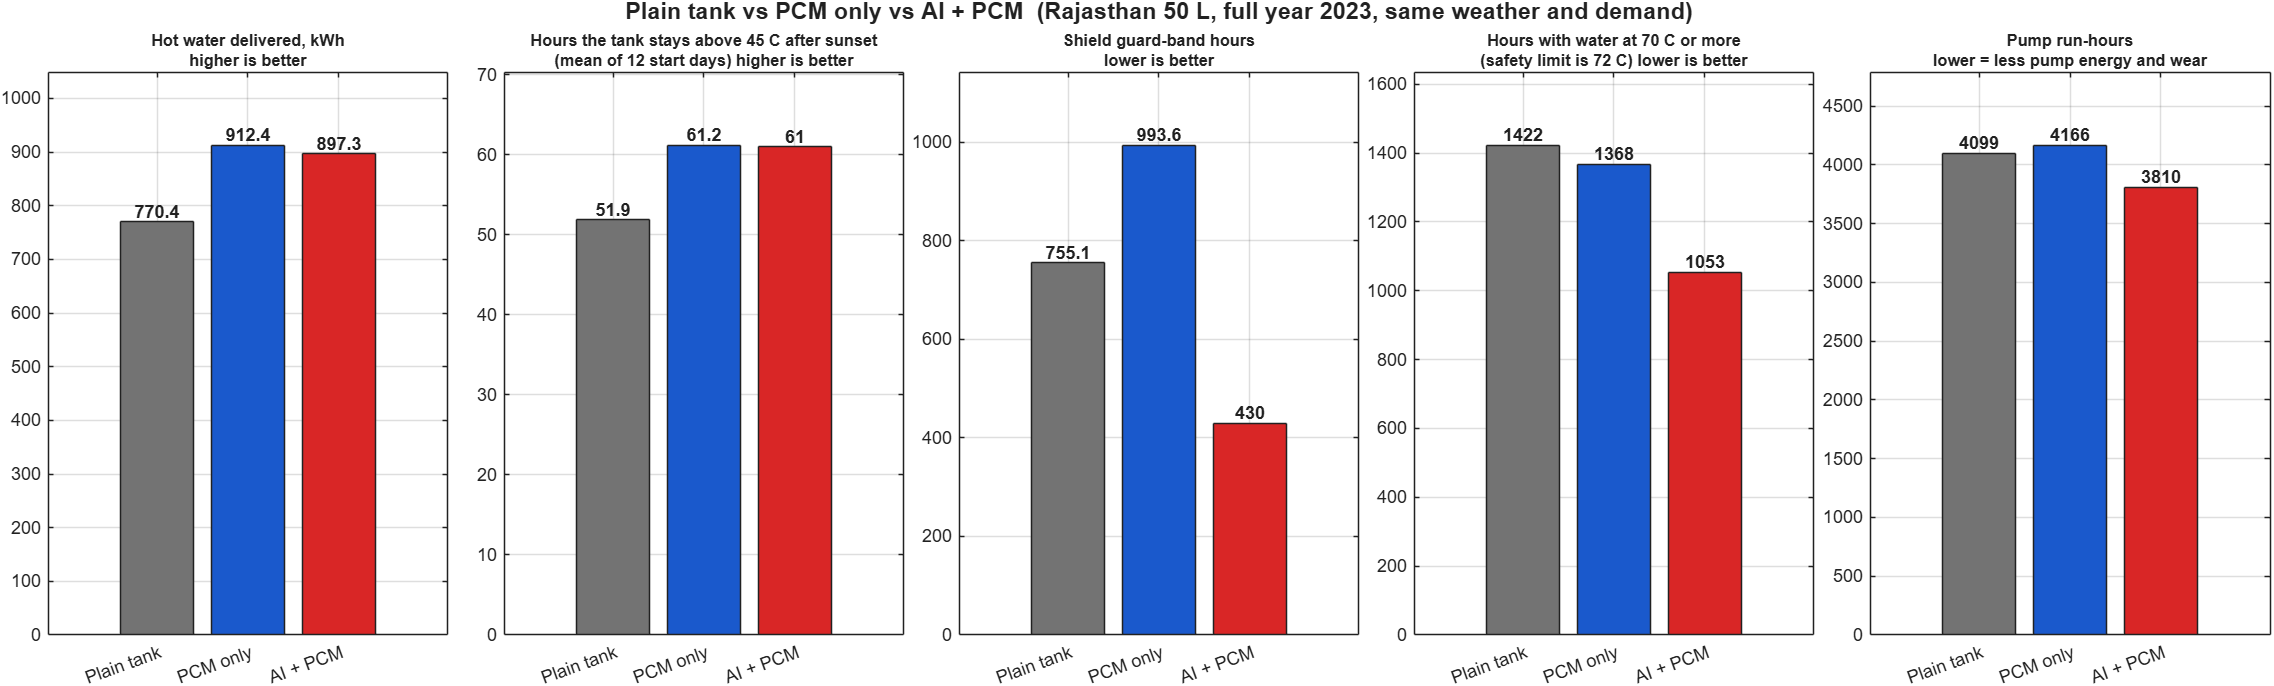 Plain tank vs PCM only vs AI + PCM  (Rajasthan 50 L, full year 2023, same weather and demand)
Hot water delivered, kWh
higher is better
1000
900
800
700
600
500
400
300
200
100
0
770.4
912.4
897.3
Plain tank
PCM only
AI + PCM
Hours the tank stays above 45 C after sunset
(mean of 12 start days) higher is better
70
60
50
40
30
20
10
0
51.9
61.2
61
Plain tank
PCM only
AI + PCM
Shield guard-band hours
lower is better
1000
800
600
400
200
0
755.1
993.6
430
Plain tank
PCM only
AI + PCM
Hours with water at 70 C or more
(safety limit is 72 C) lower is better
1600
1400
1200
1000
800
600
400
200
0
1422
1368
1053
Plain tank
PCM only
AI + PCM
Pump run-hours
lower = less pump energy and wear
4500
4000
3500
3000
2500
2000
1500
1000
500
0
4099
4166
3810
Plain tank
PCM only
AI + PCM